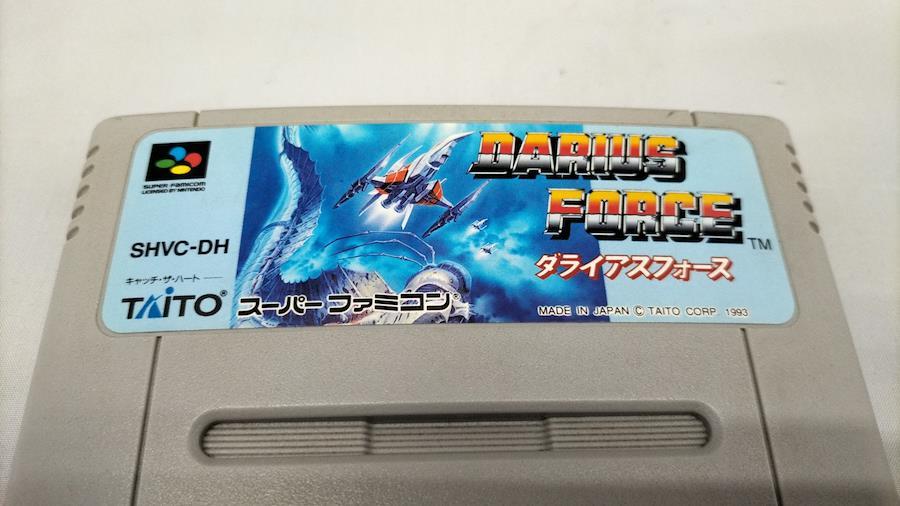 SUPER FAMICOM
LICENSED BY NINTENDO
SHVC-DH
キャッチ・ザ・ハート
TAITO®
スーパーファミコン®
DARIUS
FORCE™
ダライアスフォース
MADE IN JAPAN © TAITO CORP. 1993